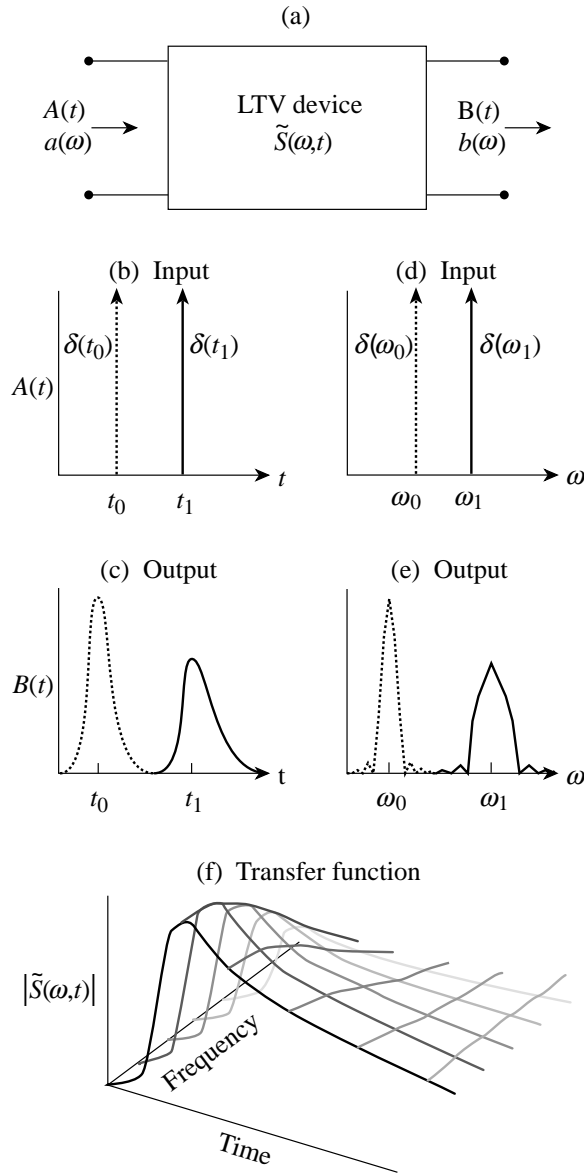 (a)
A(t)
a(ω)
LTV device
S̃(ω,t)
B(t)
b(ω)
(b) Input
δ(t₀)
δ(t₁)
A(t)
t
t₀
t₁
(d) Input
δ(ω₀)
δ(ω₁)
ω
ω₀
ω₁
(c) Output
B(t)
t
t₀
t₁
(e) Output
ω
ω₀
ω₁
(f) Transfer function
|S̃(ω,t)|
Frequency
Time